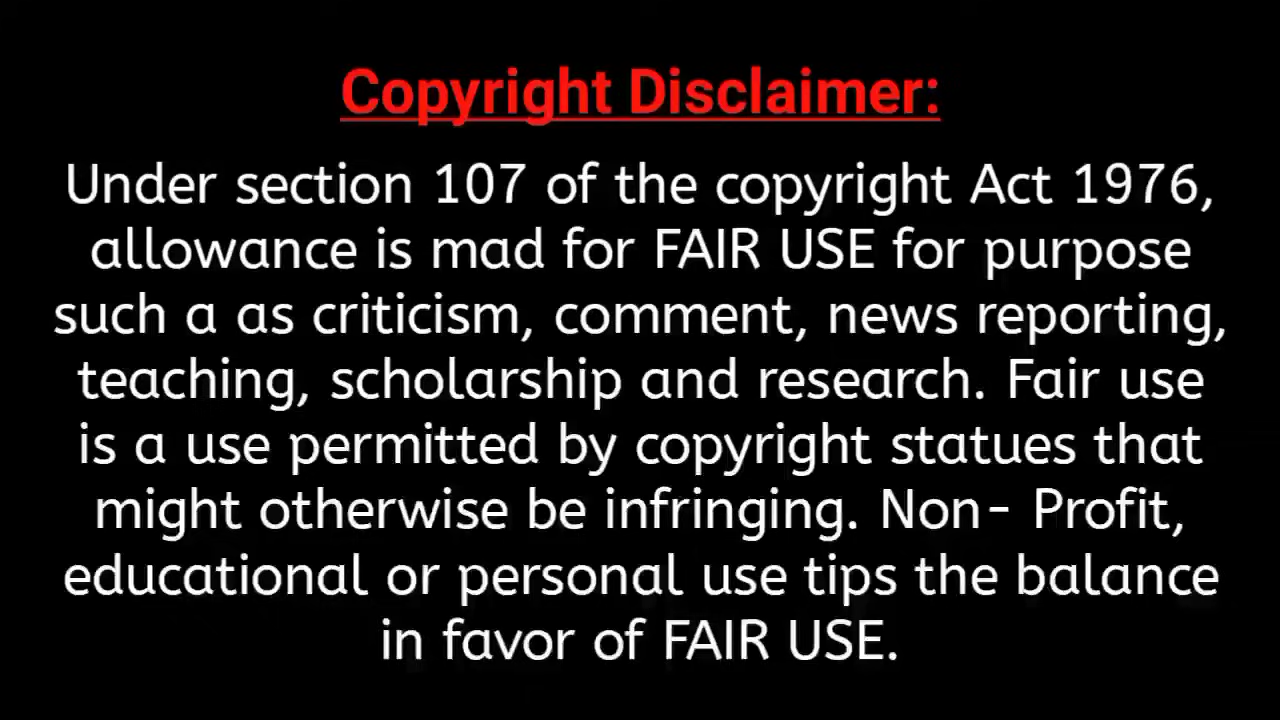 Copyright Disclaimer:
Under section 107 of the copyright Act 1976,
allowance is mad for FAIR USE for purpose
such a as criticism, comment, news reporting,
teaching, scholarship and research. Fair use
is a use permitted by copyright statues that
might otherwise be infringing. Non- Profit,
educational or personal use tips the balance
in favor of FAIR USE.